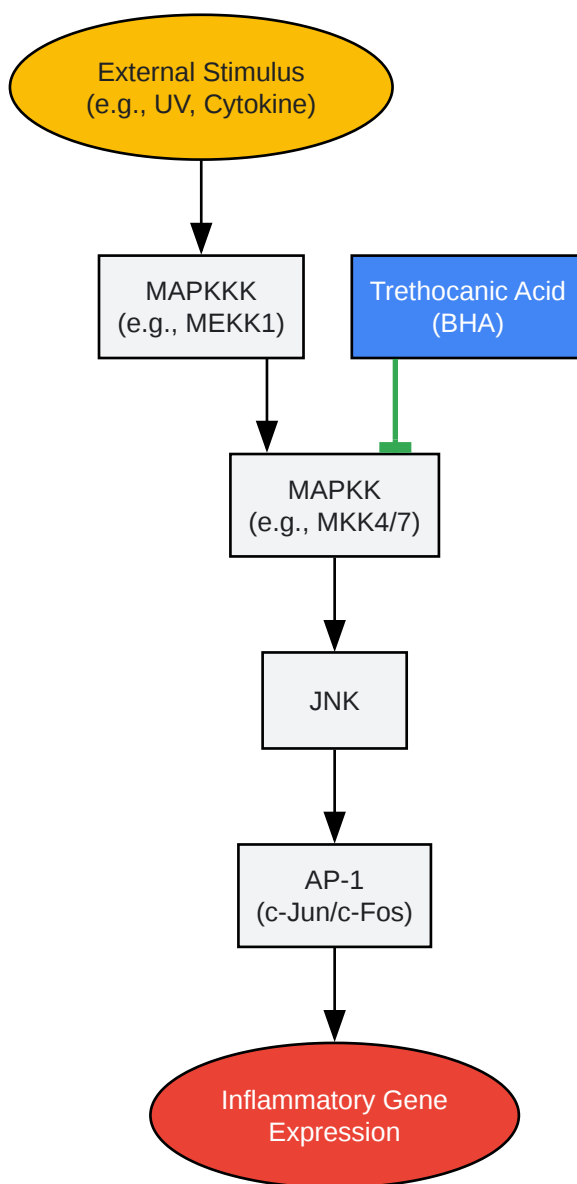 External Stimulus
(e.g., UV, Cytokine)
MAPKKK
(e.g., MEKK1)
Trethocanic Acid
(BHA)
MAPKK
(e.g., MKK4/7)
JNK
AP-1
(c-Jun/c-Fos)
Inflammatory Gene
Expression